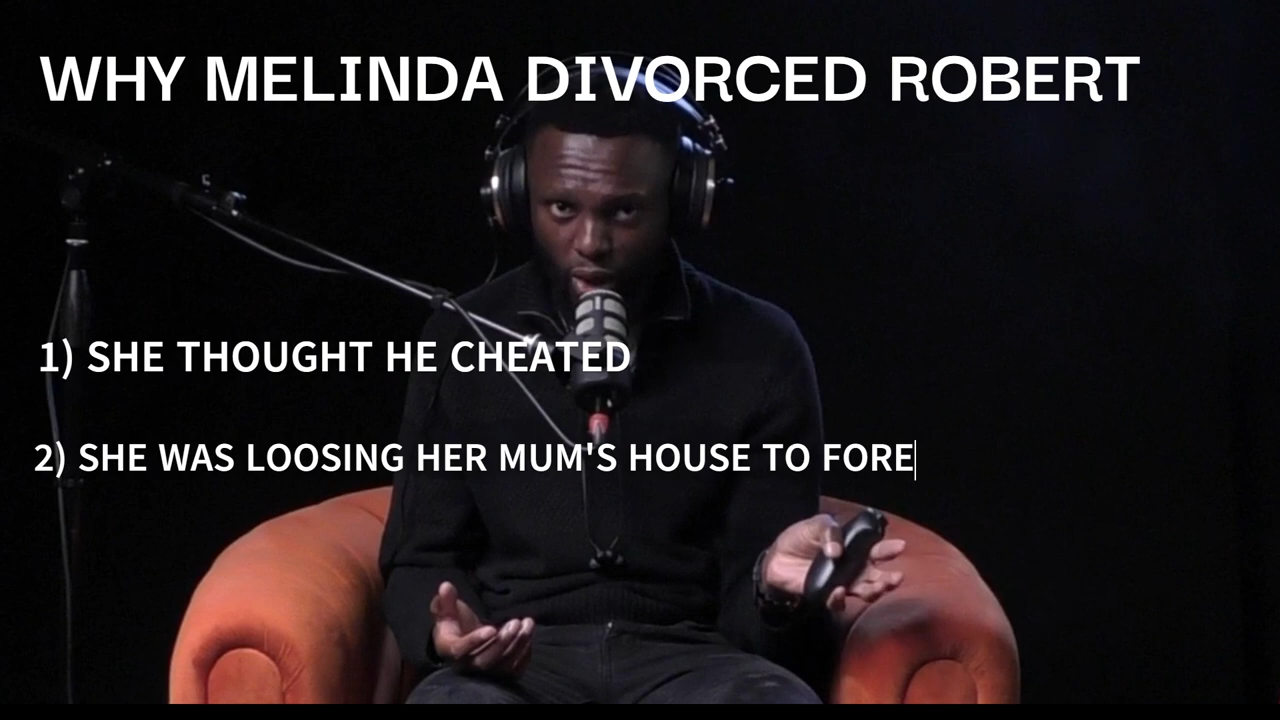 WHY MELINDA DIVORCED ROBERT
1) SHE THOUGHT HE CHEATED
2) SHE WAS LOOSING HER MUM'S HOUSE TO FORE